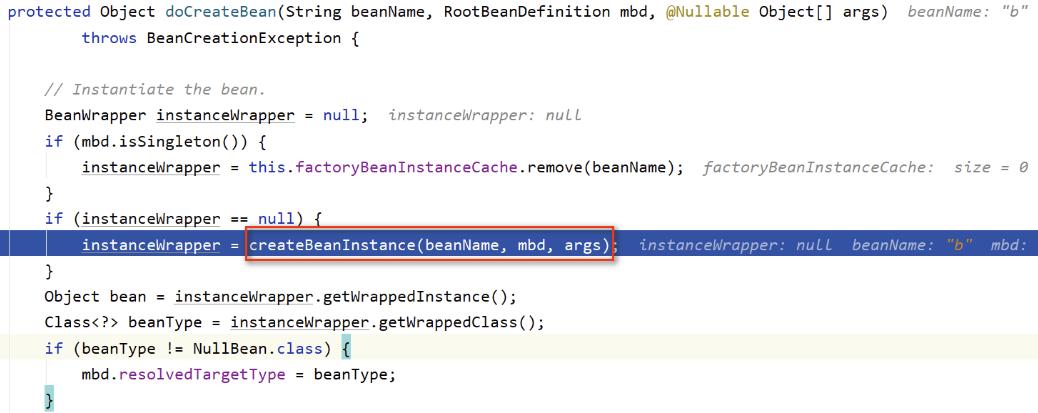 protected Object doCreateBean(String beanName, RootBeanDefinition mbd, @Nullable Object[] args)  beanName: "b"
        throws BeanCreationException {
    // Instantiate the bean.
    BeanWrapper instanceWrapper = null;  instanceWrapper: null
    if (mbd.isSingleton()) {
        instanceWrapper = this.factoryBeanInstanceCache.remove(beanName);  factoryBeanInstanceCache:  size = 0
    }
    if (instanceWrapper == null) {
        instanceWrapper = createBeanInstance(beanName, mbd, args);  instanceWrapper: null  beanName: "b"  mbd:
    }
    Object bean = instanceWrapper.getWrappedInstance();
    Class<?> beanType = instanceWrapper.getWrappedClass();
    if (beanType != NullBean.class) {
        mbd.resolvedTargetType = beanType;
    }